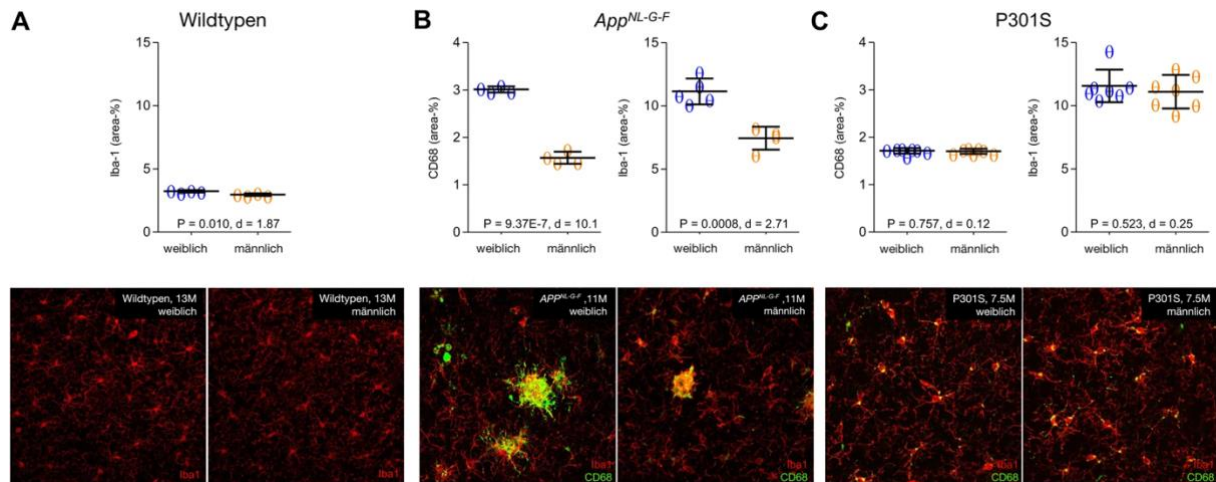 A
Wildtypen
15
10
5
0
Iba-1 (area-%)
P = 0.010, d = 1.87
weiblich
männlich
B
App^NL-G-F
4
3
2
1
0
CD68 (area-%)
P = 9.37E-7, d = 10.1
weiblich
männlich
15
10
5
0
Iba-1 (area-%)
P = 0.0008, d = 2.71
weiblich
männlich
C
P301S
4
3
2
1
0
CD68 (area-%)
P = 0.757, d = 0.12
weiblich
männlich
15
10
5
0
Iba-1 (area-%)
P = 0.523, d = 0.25
weiblich
männlich
Wildtypen, 13M
weiblich
Iba1
Wildtypen, 13M
männlich
Iba1
APP^NL-G-F ,11M
weiblich
Iba1
CD68
APP^NL-G-F ,11M
männlich
Iba1
CD68
P301S, 7.5M
weiblich
Iba1
CD68
P301S, 7.5M
männlich
Iba1
CD68